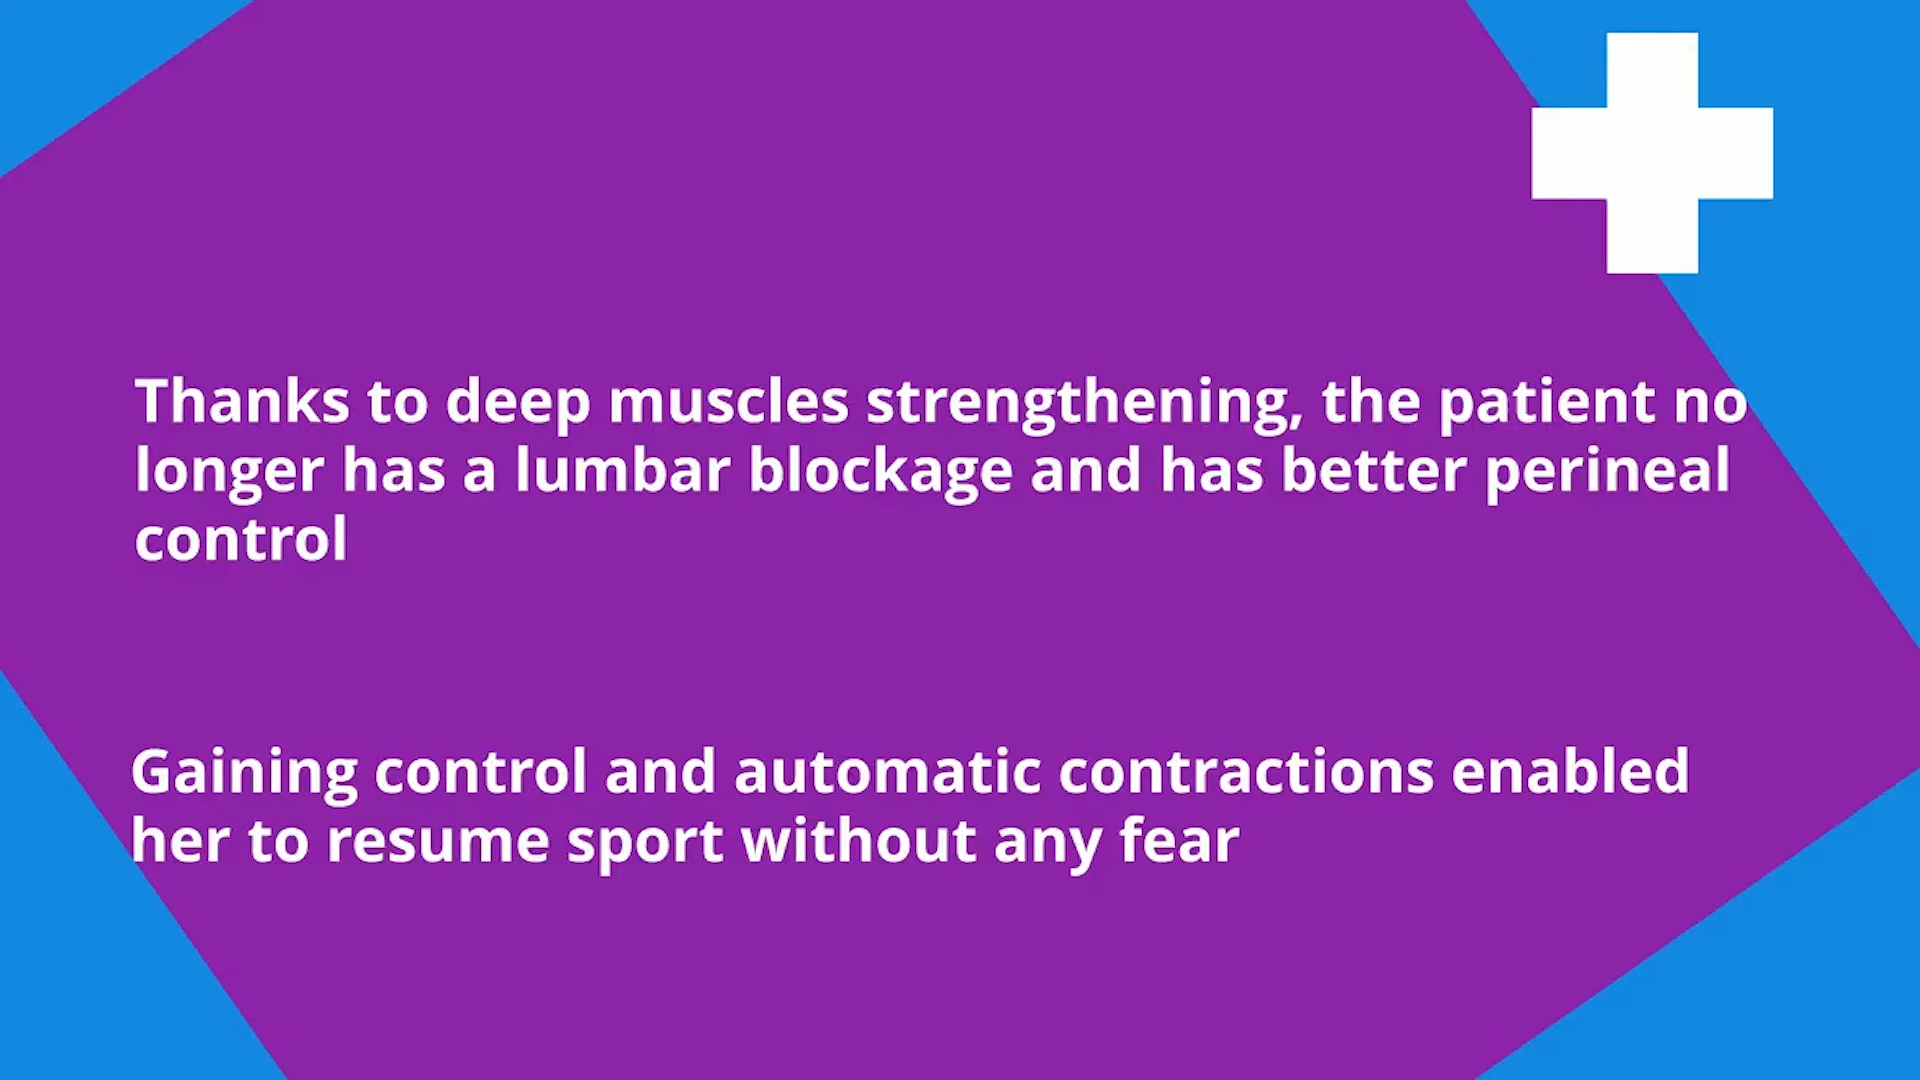 Thanks to deep muscles strengthening, the patient no
longer has a lumbar blockage and has better perineal
control
Gaining control and automatic contractions enabled
her to resume sport without any fear